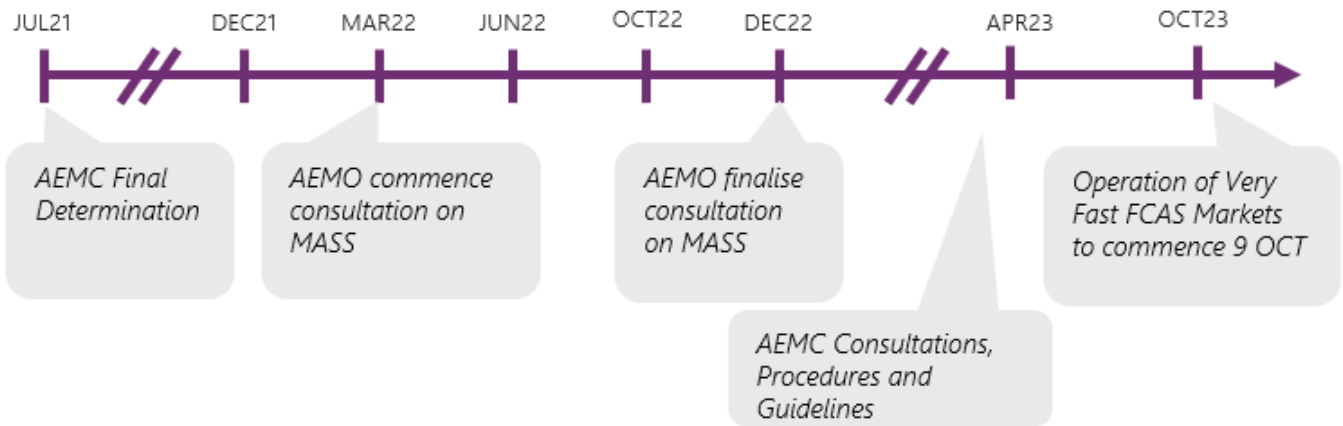 JUL21
DEC21
MAR22
JUN22
OCT22
DEC22
APR23
OCT23
AEMC Final
Determination
AEMO commence
consultation on
MASS
AEMO finalise
consultation
on MASS
AEMC Consultations,
Procedures and
Guidelines
Operation of Very
Fast FCAS Markets
to commence 9 OCT